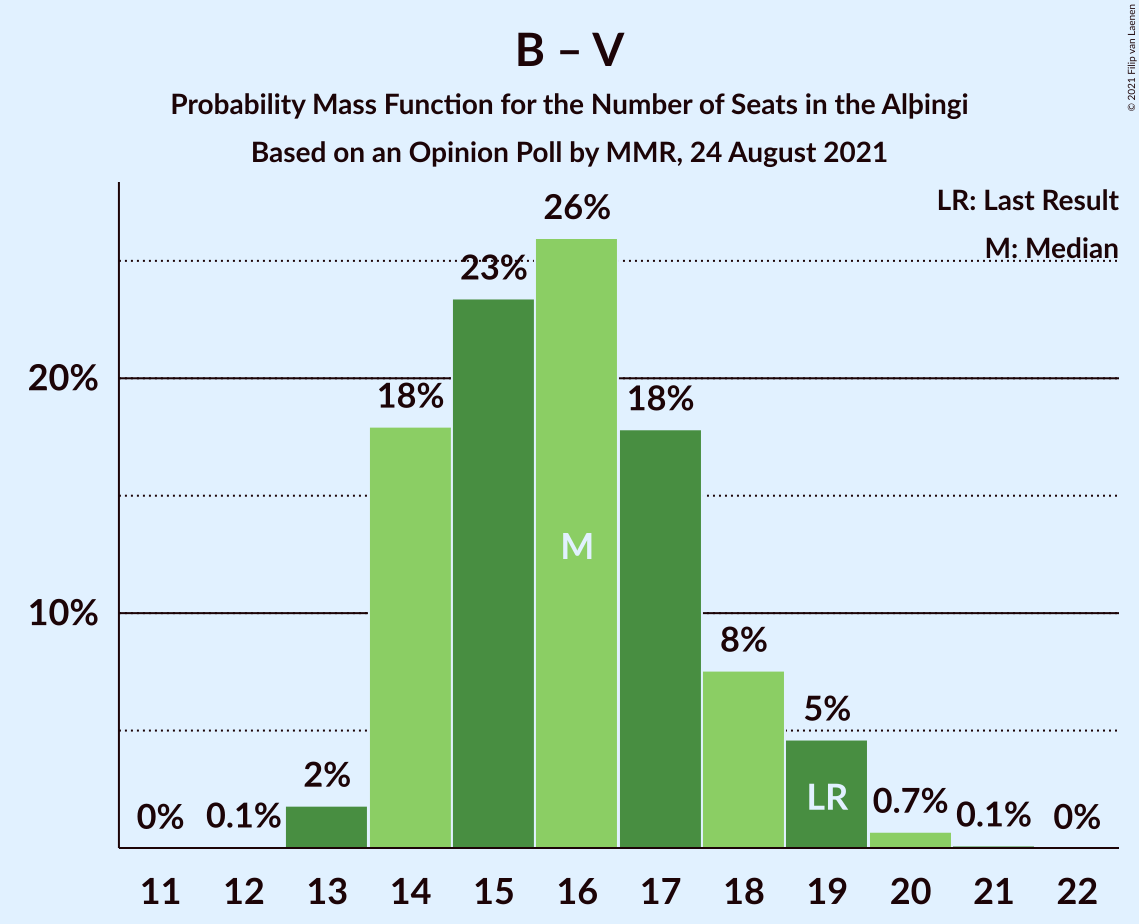 B – V
Probability Mass Function for the Number of Seats in the Alþingi
Based on an Opinion Poll by MMR, 24 August 2021
© 2021 Filip van Laenen
LR: Last Result
M: Median
26%
23%
20%
18%
18%
M
10%
8%
5%
2%
LR
0%
0.1%
0.7%
0.1%
0%
11 12 13 14 15 16 17 18 19 20 21 22